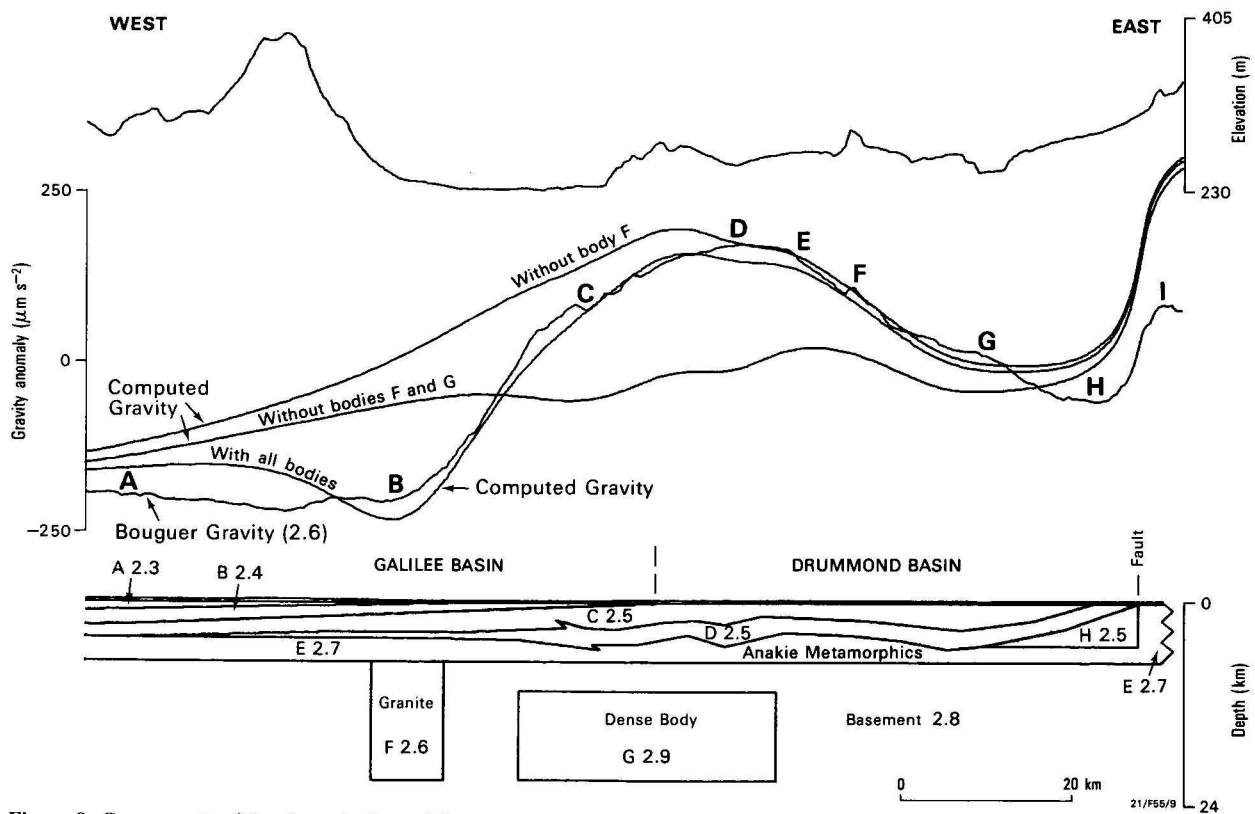 WEST
EAST
405
Elevation (m)
230
250
0
−250
Gravity anomaly (μm s⁻²)
Without body F
Computed
Gravity
Without bodies F and G
With all bodies
Computed Gravity
Bouguer Gravity (2.6)
A
B
C
D
E
F
G
H
I
GALILEE BASIN
DRUMMOND BASIN
Fault
A 2.3
B 2.4
C 2.5
D 2.5
H 2.5
E 2.7
Anakie Metamorphics
E 2.7
Granite
F 2.6
Dense Body
G 2.9
Basement 2.8
0
Depth (km)
24
0 20 km
21/F55/9